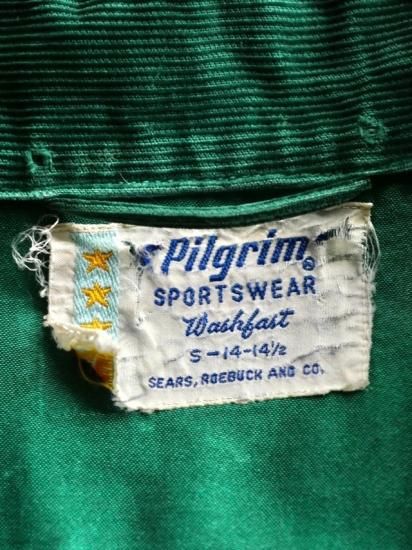 Pilgrim®
SPORTSWEAR
Washfast
S-14-14½
SEARS, ROEBUCK AND CO.